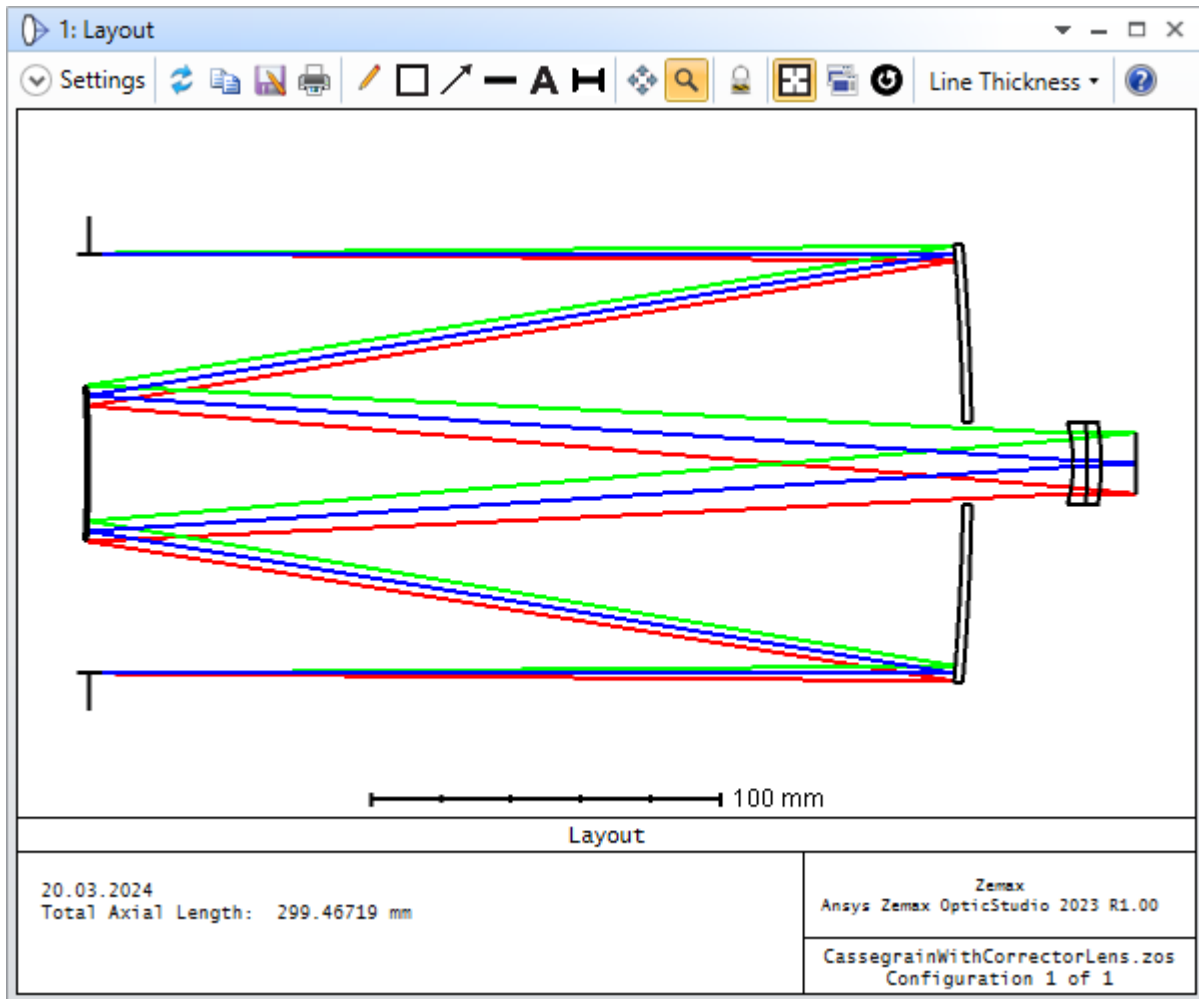 1: Layout
Settings
A
Line Thickness
?
100 mm
Layout
20.03.2024
Total Axial Length:  299.46719 mm
Zemax
Ansys Zemax OpticStudio 2023 R1.00
CassegrainWithCorrectorLens.zos
Configuration 1 of 1